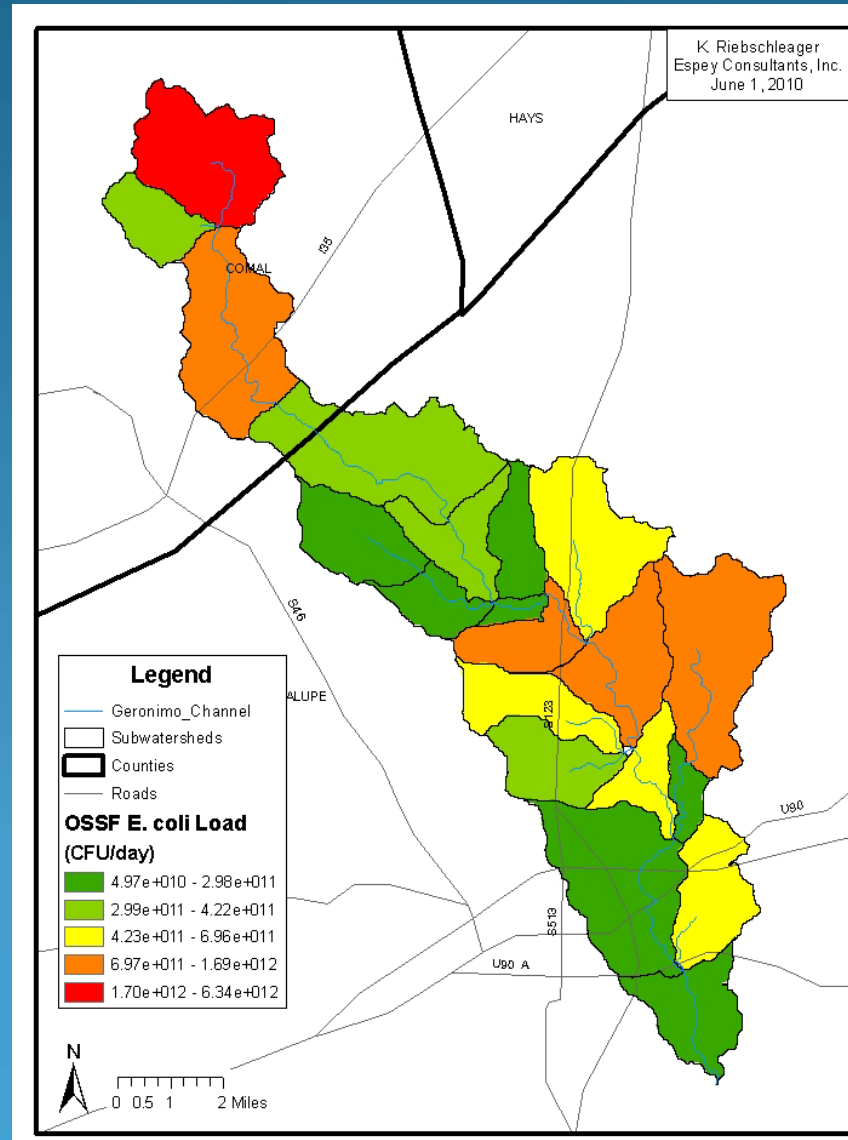 K. Riebschleager
Espey Consultants, Inc.
June 1, 2010
HAYS
I35
COMAL
S46
Legend
Geronimo_Channel
Subwatersheds
Counties
Roads
OSSF E. coli Load
(CFU/day)
4.97e+010 - 2.98e+011
2.99e+011 - 4.22e+011
4.23e+011 - 6.96e+011
6.97e+011 - 1.69e+012
1.70e+012 - 6.34e+012
ALUPE
S123
U90
S513
U90 A
N
0 0.5 1 2 Miles